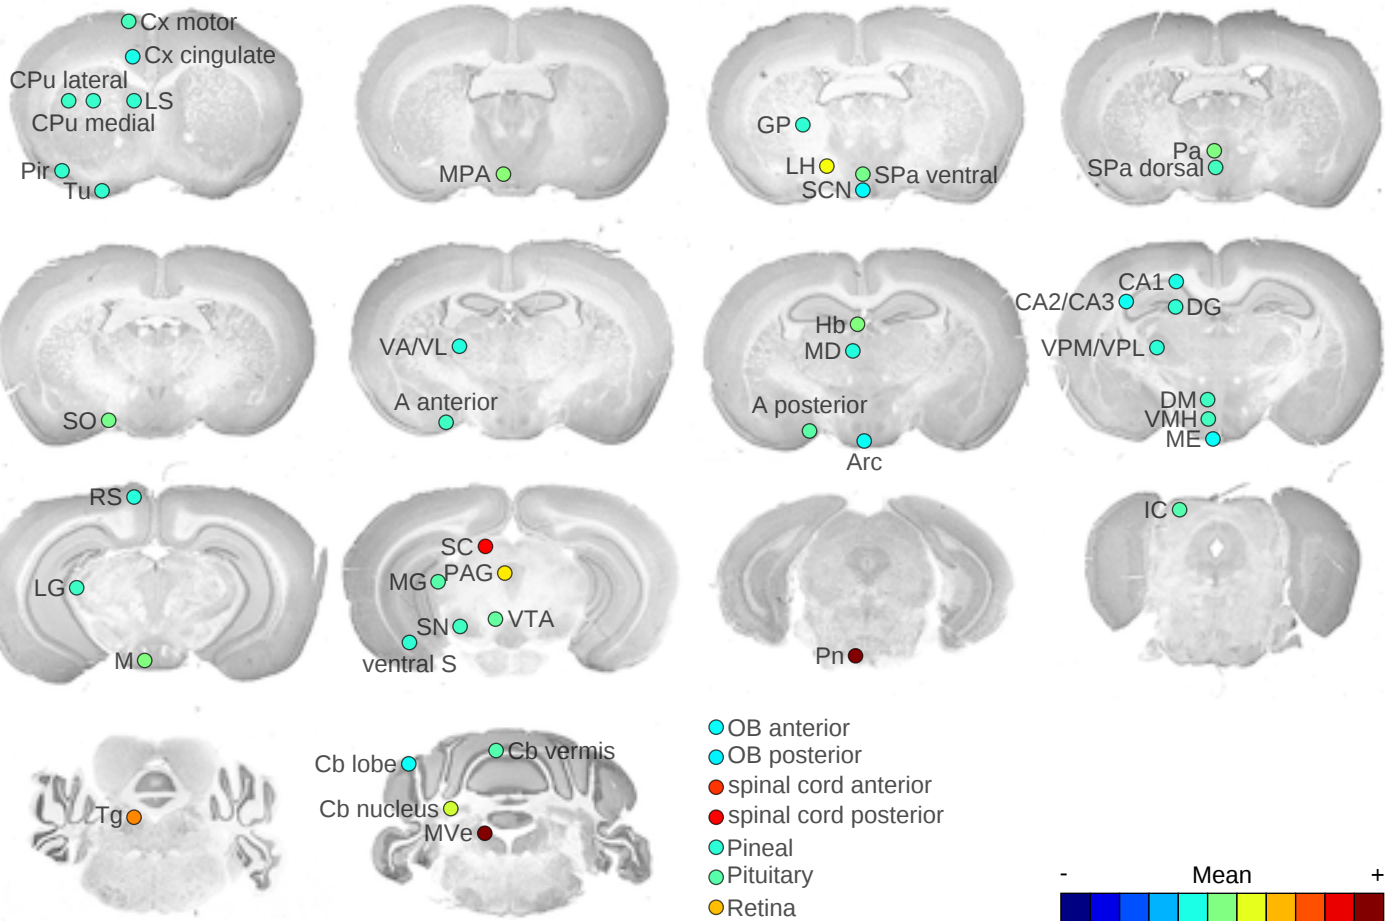 Cx motor
Cx cingulate
CPu lateral
LS
CPu medial
Pir
Tu
MPA
GP
LH
SPa ventral
SCN
Pa
SPa dorsal
SO
VA/VL
A anterior
Hb
MD
A posterior
Arc
CA1
CA2/CA3
DG
VPM/VPL
DM
VMH
ME
RS
LG
M
SC
PAG
MG
VTA
SN
ventral S
Pn
IC
Tg
Cb lobe
Cb vermis
Cb nucleus
MVe
OB anterior
OB posterior
spinal cord anterior
spinal cord posterior
Pineal
Pituitary
Retina
- Mean +